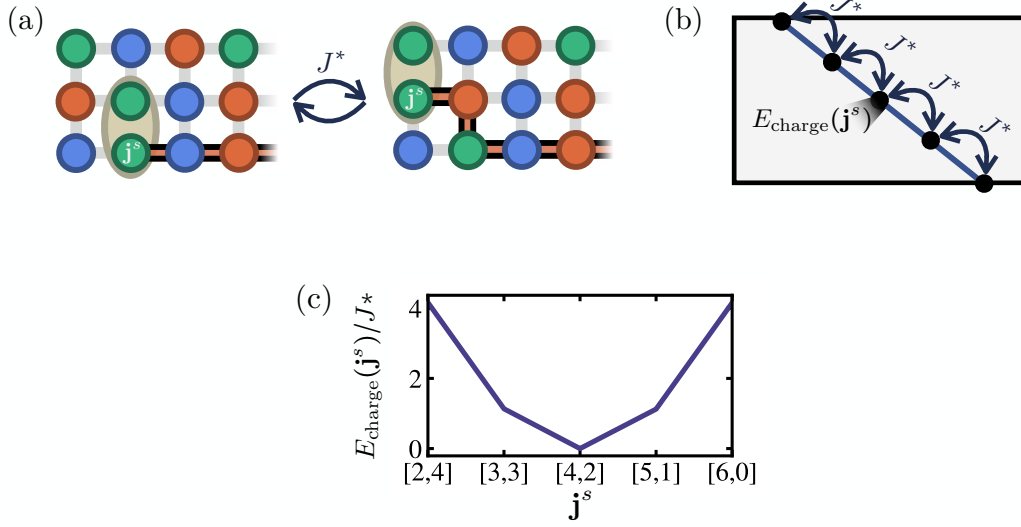 (a)
J*
j^s
j^s
(b)
J*
J*
J*
J*
E_charge(j^s)
(c)
E_charge(j^s)/J⋆
4
2
0
[2,4] [3,3] [4,2] [5,1] [6,0]
j^s